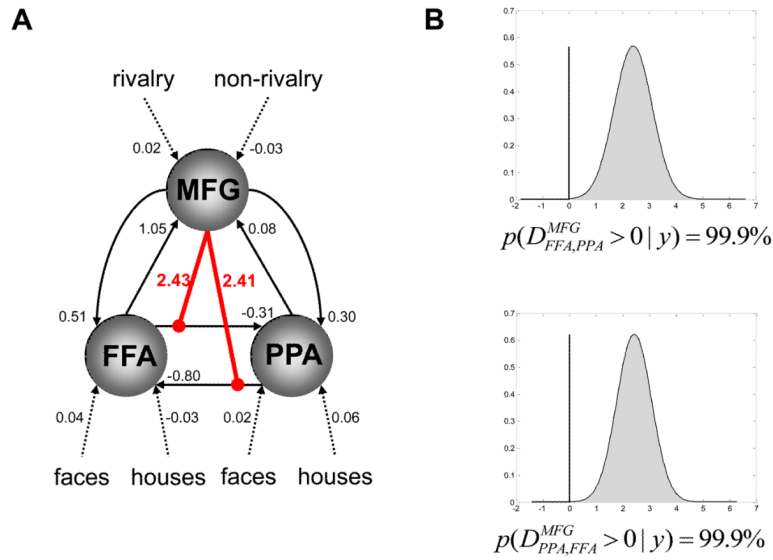 A
rivalry non-rivalry
0.02 -0.03
MFG
1.05 0.08
2.43 2.41
0.51 -0.31 0.30
FFA PPA
-0.80
0.04 -0.03 0.02 0.06
faces houses faces houses
B
0.7
0.6
0.5
0.4
0.3
0.2
0.1
0
-2 -1 0 1 2 3 4 5 6 7
p(D^{MFG}_{FFA,PPA} > 0 | y) = 99.9%
0.7
0.6
0.5
0.4
0.3
0.2
0.1
0
-2 -1 0 1 2 3 4 5 6 7
p(D^{MFG}_{PPA,FFA} > 0 | y) = 99.9%